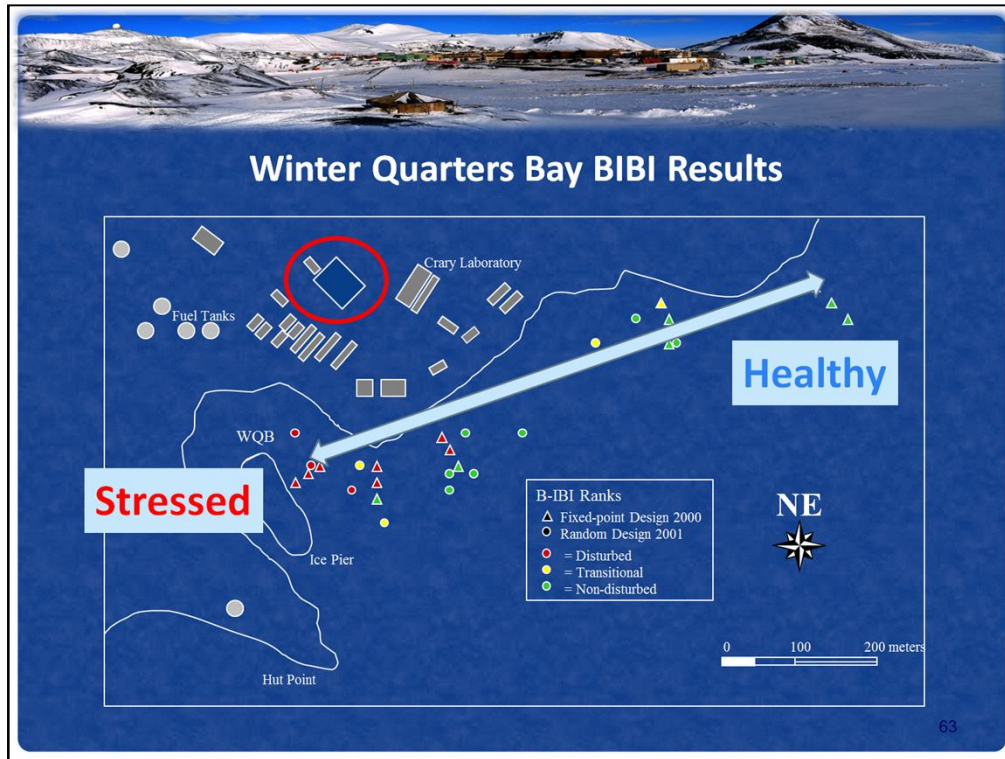 Winter Quarters Bay BIBI Results
Crary Laboratory
Fuel Tanks
Healthy
WQB
Stressed
B-IBI Ranks
Fixed-point Design 2000
Random Design 2001
= Disturbed
= Transitional
= Non-disturbed
NE
Ice Pier
0 100 200 meters
Hut Point
63